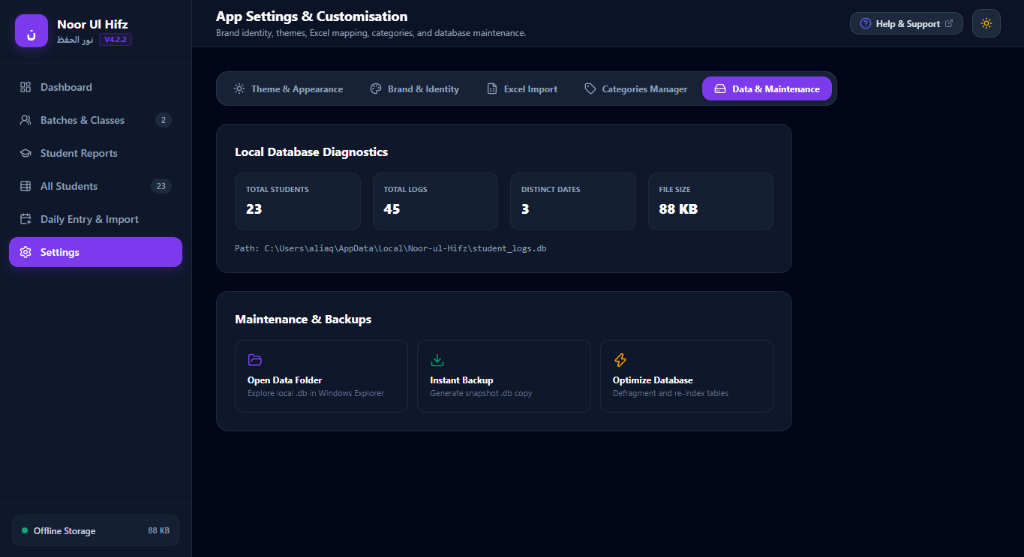 ن
Noor Ul Hifz
نور الحفظ V4.2.2
Dashboard
Batches & Classes 2
Student Reports
All Students 23
Daily Entry & Import
Settings
Offline Storage 88 KB
App Settings & Customisation
Brand identity, themes, Excel mapping, categories, and database maintenance.
Help & Support
Theme & Appearance Brand & Identity Excel Import Categories Manager Data & Maintenance
Local Database Diagnostics
TOTAL STUDENTS TOTAL LOGS DISTINCT DATES FILE SIZE
23 45 3 88 KB
Path: C:\Users\aliaq\AppData\Local\Noor-ul-Hifz\student_logs.db
Maintenance & Backups
Open Data Folder Instant Backup Optimize Database
Explore local .db in Windows Explorer Generate snapshot .db copy Defragment and re-index tables